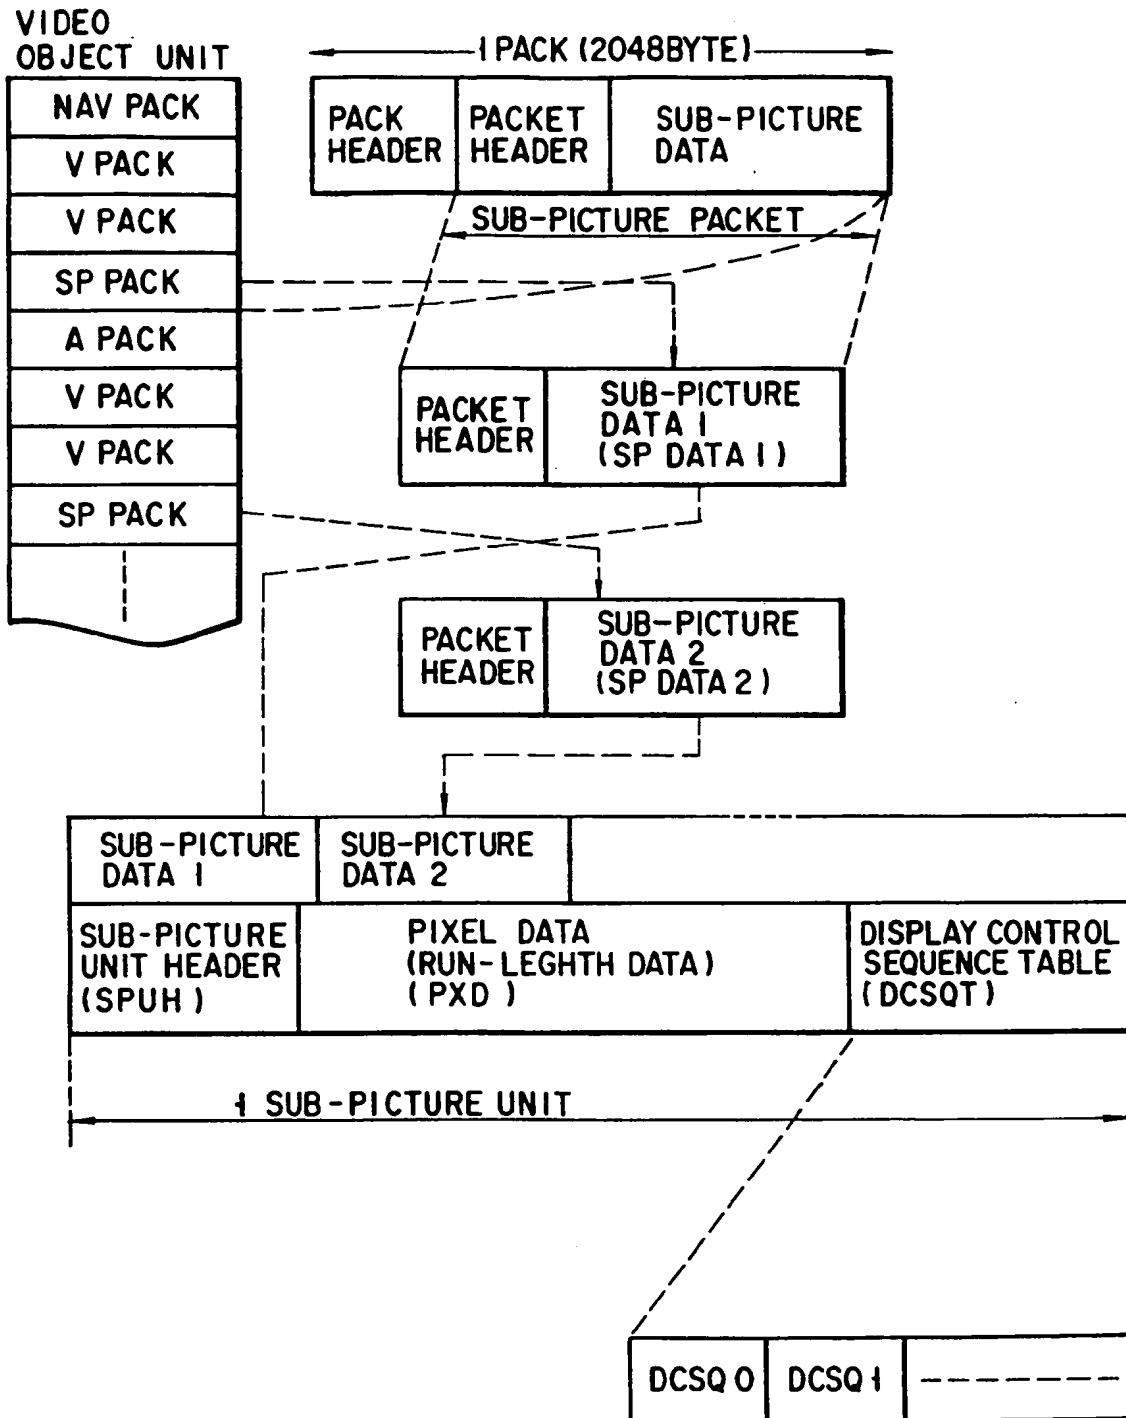 VIDEO
OBJECT UNIT
NAV PACK
V PACK
V PACK
SP PACK
A PACK
V PACK
V PACK
SP PACK
1 PACK (2048BYTE)
PACK
HEADER
PACKET
HEADER
SUB-PICTURE
DATA
SUB-PICTURE PACKET
PACKET
HEADER
SUB-PICTURE
DATA 1
(SP DATA 1)
PACKET
HEADER
SUB-PICTURE
DATA 2
(SP DATA 2)
SUB-PICTURE
DATA 1
SUB-PICTURE
DATA 2
SUB-PICTURE
UNIT HEADER
(SPUH)
PIXEL DATA
(RUN-LEGHTH DATA)
(PXD)
DISPLAY CONTROL
SEQUENCE TABLE
(DCSQT)
1 SUB-PICTURE UNIT
DCSQ 0
DCSQ 1